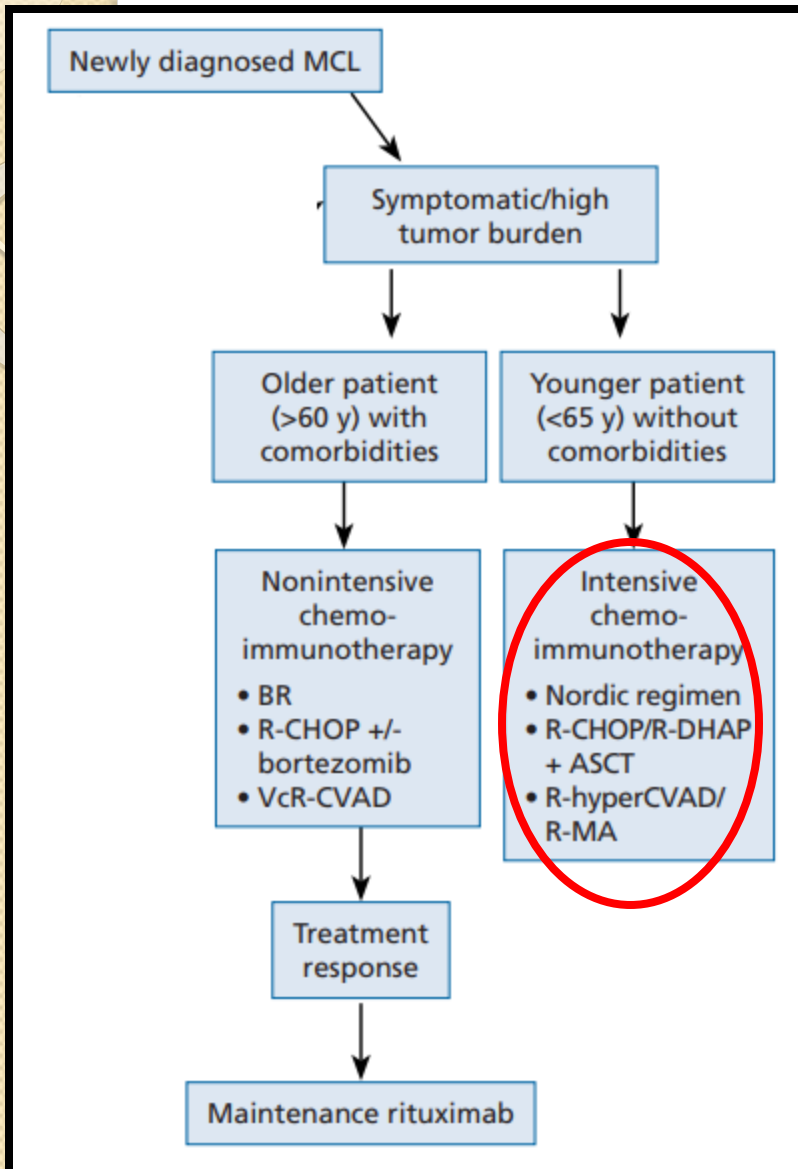 Newly diagnosed MCL
Symptomatic/high
tumor burden
Older patient
(>60 y) with
comorbidities
Younger patient
(<65 y) without
comorbidities
Nonintensive
chemo-
immunotherapy
• BR
• R-CHOP +/-
bortezomib
• VcR-CVAD
Intensive
chemo-
immunotherapy
• Nordic regimen
• R-CHOP/R-DHAP
+ ASCT
• R-hyperCVAD/
R-MA
Treatment
response
Maintenance rituximab